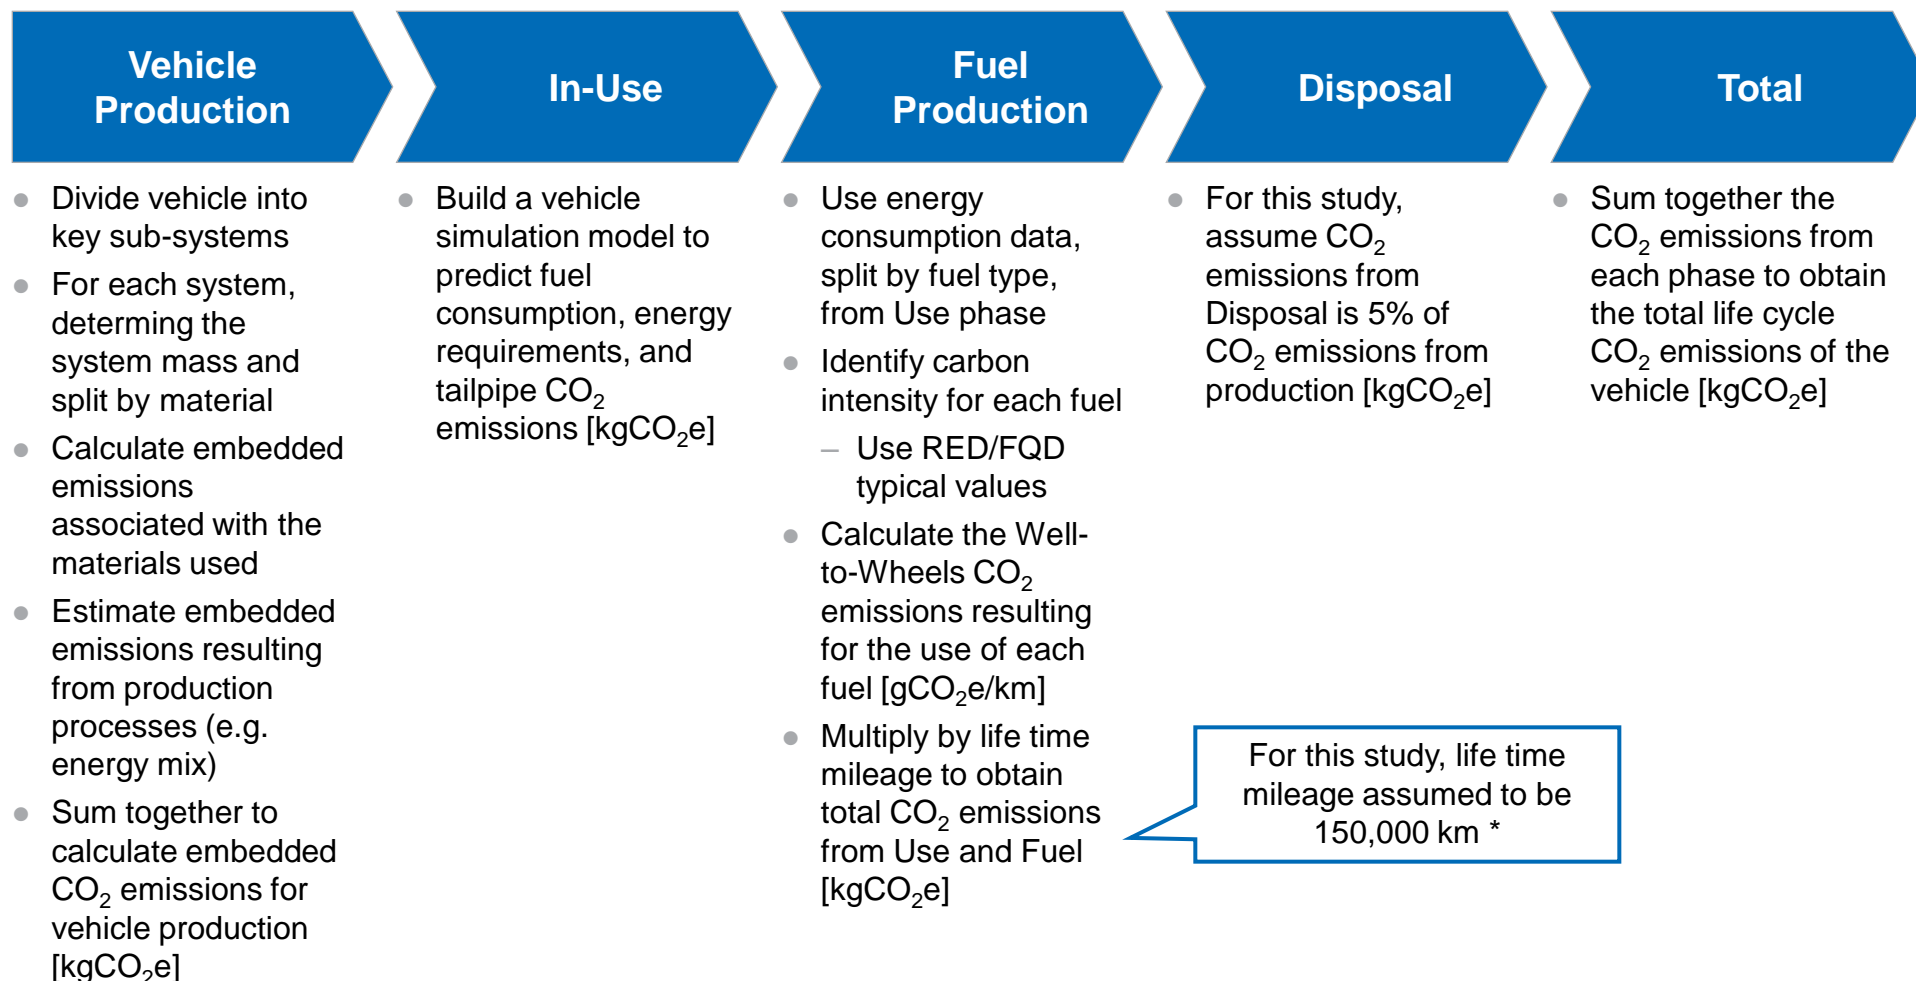 Vehicle
Production
In-Use
Fuel
Production
Disposal
Total
● Divide vehicle into
key sub-systems
● For each system,
determing the
system mass and
split by material
● Calculate embedded
emissions
associated with the
materials used
● Estimate embedded
emissions resulting
from production
processes (e.g.
energy mix)
● Sum together to
calculate embedded
CO₂ emissions for
vehicle production
[kgCO₂e]
● Build a vehicle
simulation model to
predict fuel
consumption, energy
requirements, and
tailpipe CO₂
emissions [kgCO₂e]
● Use energy
consumption data,
split by fuel type,
from Use phase
● Identify carbon
intensity for each fuel
– Use RED/FQD
typical values
● Calculate the Well-
to-Wheels CO₂
emissions resulting
for the use of each
fuel [gCO₂e/km]
● Multiply by life time
mileage to obtain
total CO₂ emissions
from Use and Fuel
[kgCO₂e]
● For this study,
assume CO₂
emissions from
Disposal is 5% of
CO₂ emissions from
production [kgCO₂e]
For this study, life time
mileage assumed to be
150,000 km *
● Sum together the
CO₂ emissions from
each phase to obtain
the total life cycle
CO₂ emissions of the
vehicle [kgCO₂e]